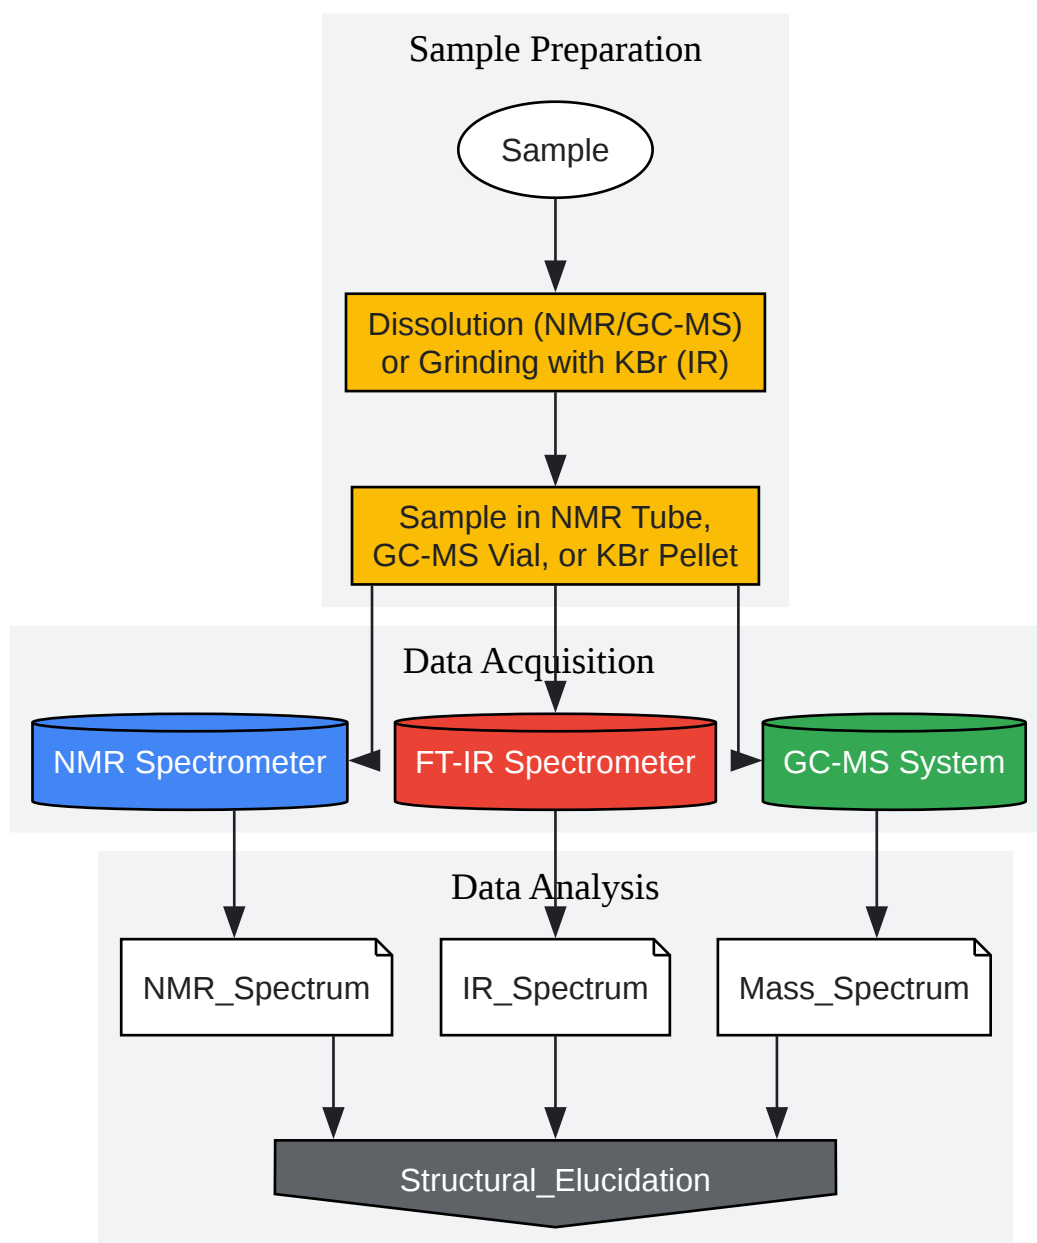 Sample Preparation
Sample
Dissolution (NMR/GC-MS)
or Grinding with KBr (IR)
Sample in NMR Tube,
GC-MS Vial, or KBr Pellet
Data Acquisition
NMR Spectrometer
FT-IR Spectrometer
GC-MS System
Data Analysis
NMR_Spectrum
IR_Spectrum
Mass_Spectrum
Structural_Elucidation